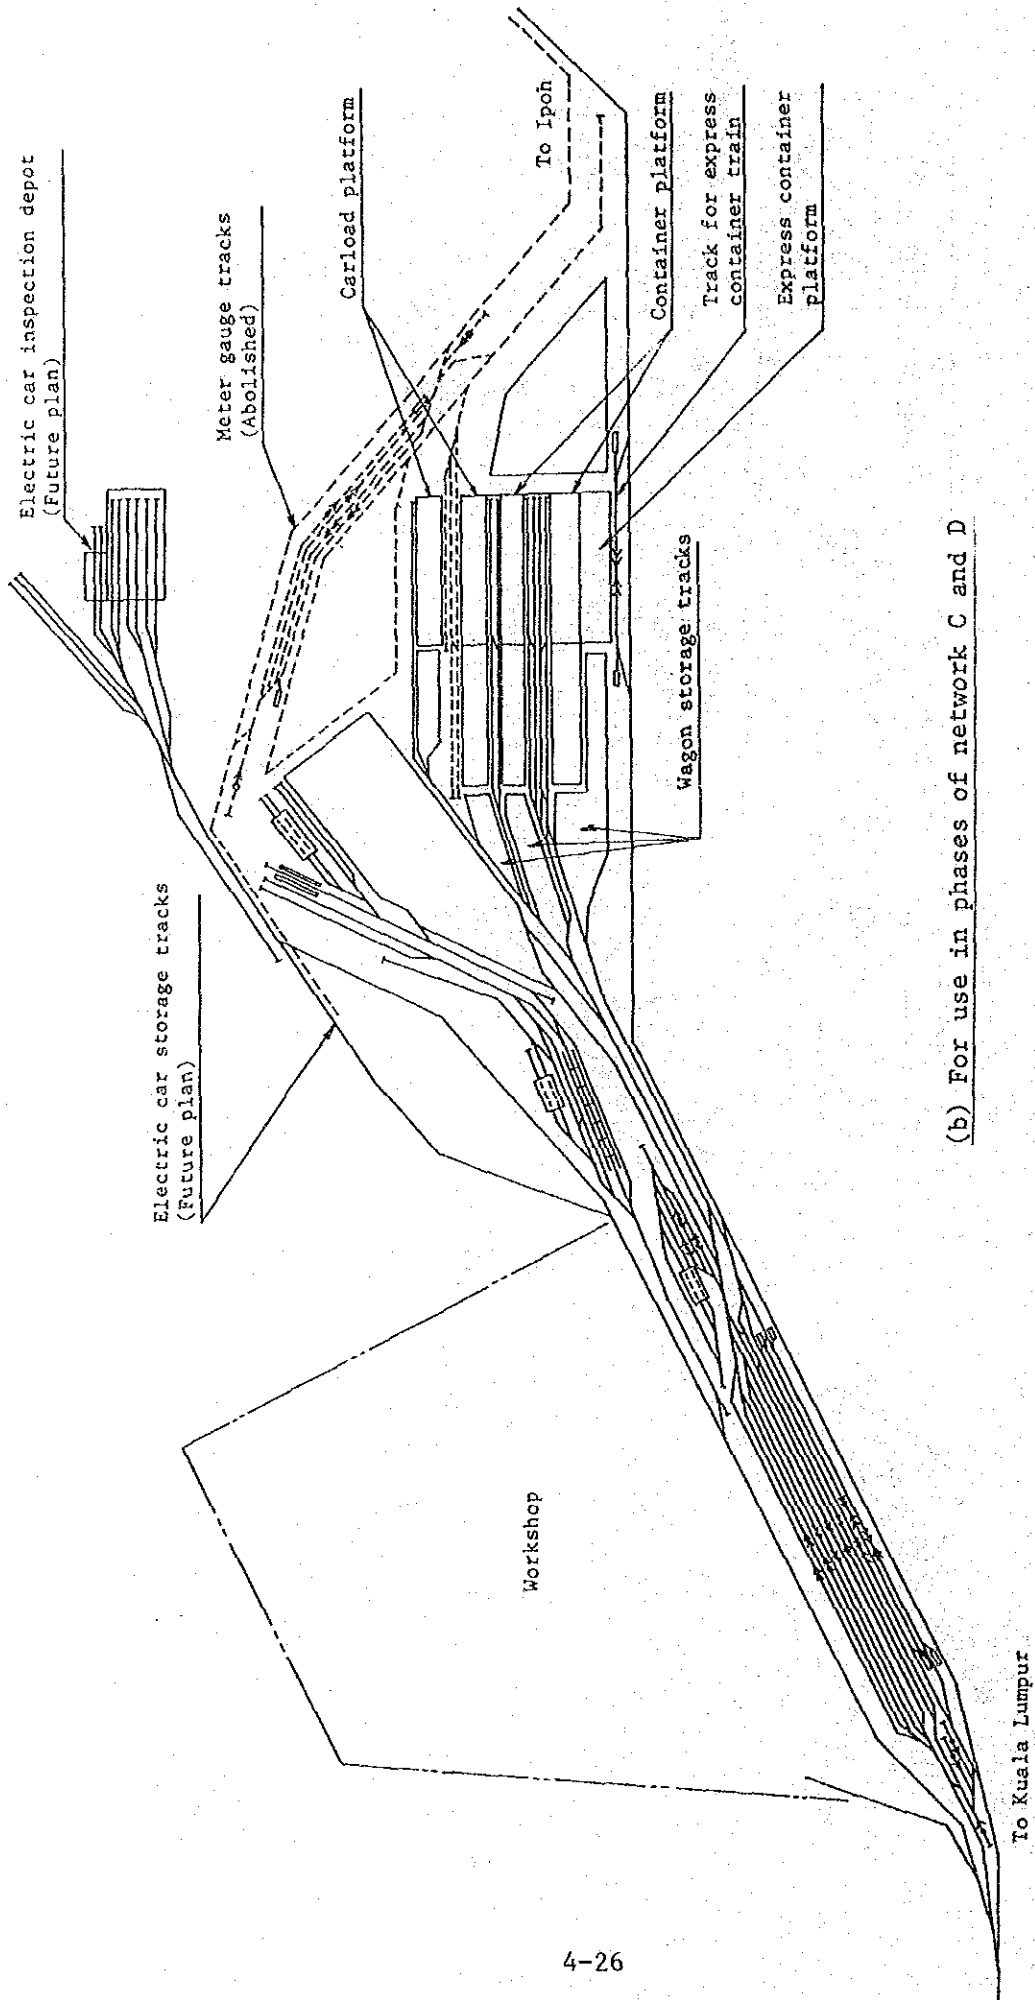 Electric car inspection depot
(Future plan)
Meter gauge tracks
(Abolished)
Carload platform
To Ipoh
Electric car storage tracks
(Future plan)
Container platform
Track for express
container train
Express container
platform
Wagon storage tracks
Workshop
To Kuala Lumpur
(b) For use in phases of network C and D
4-26